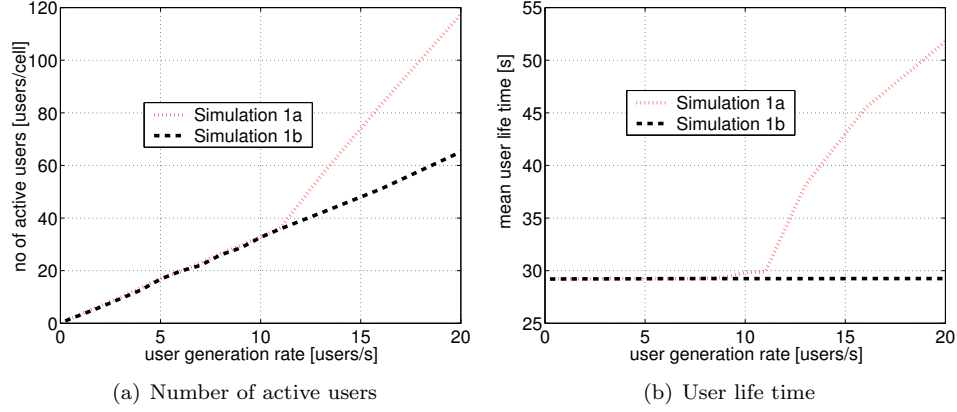 no of active users [users/cell]
120
100
80
60
40
20
0
Simulation 1a
Simulation 1b
0 5 10 15 20
user generation rate [users/s]
(a) Number of active users
mean user life time [s]
55
50
45
40
35
30
25
Simulation 1a
Simulation 1b
0 5 10 15 20
user generation rate [users/s]
(b) User life time